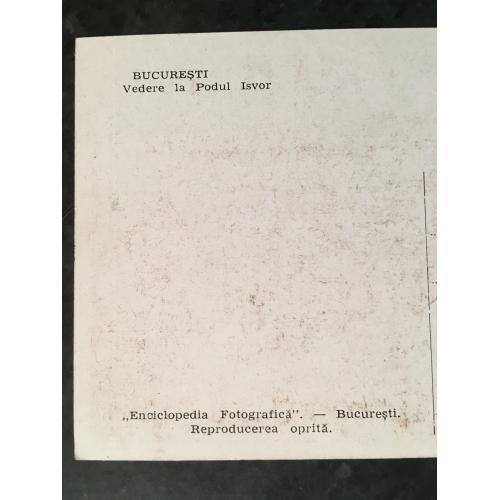 BUCUREŞTI
Vedere la Podul Isvor
„Enciclopedia Fotografică". — Bucureşti.
Reproducerea oprită.